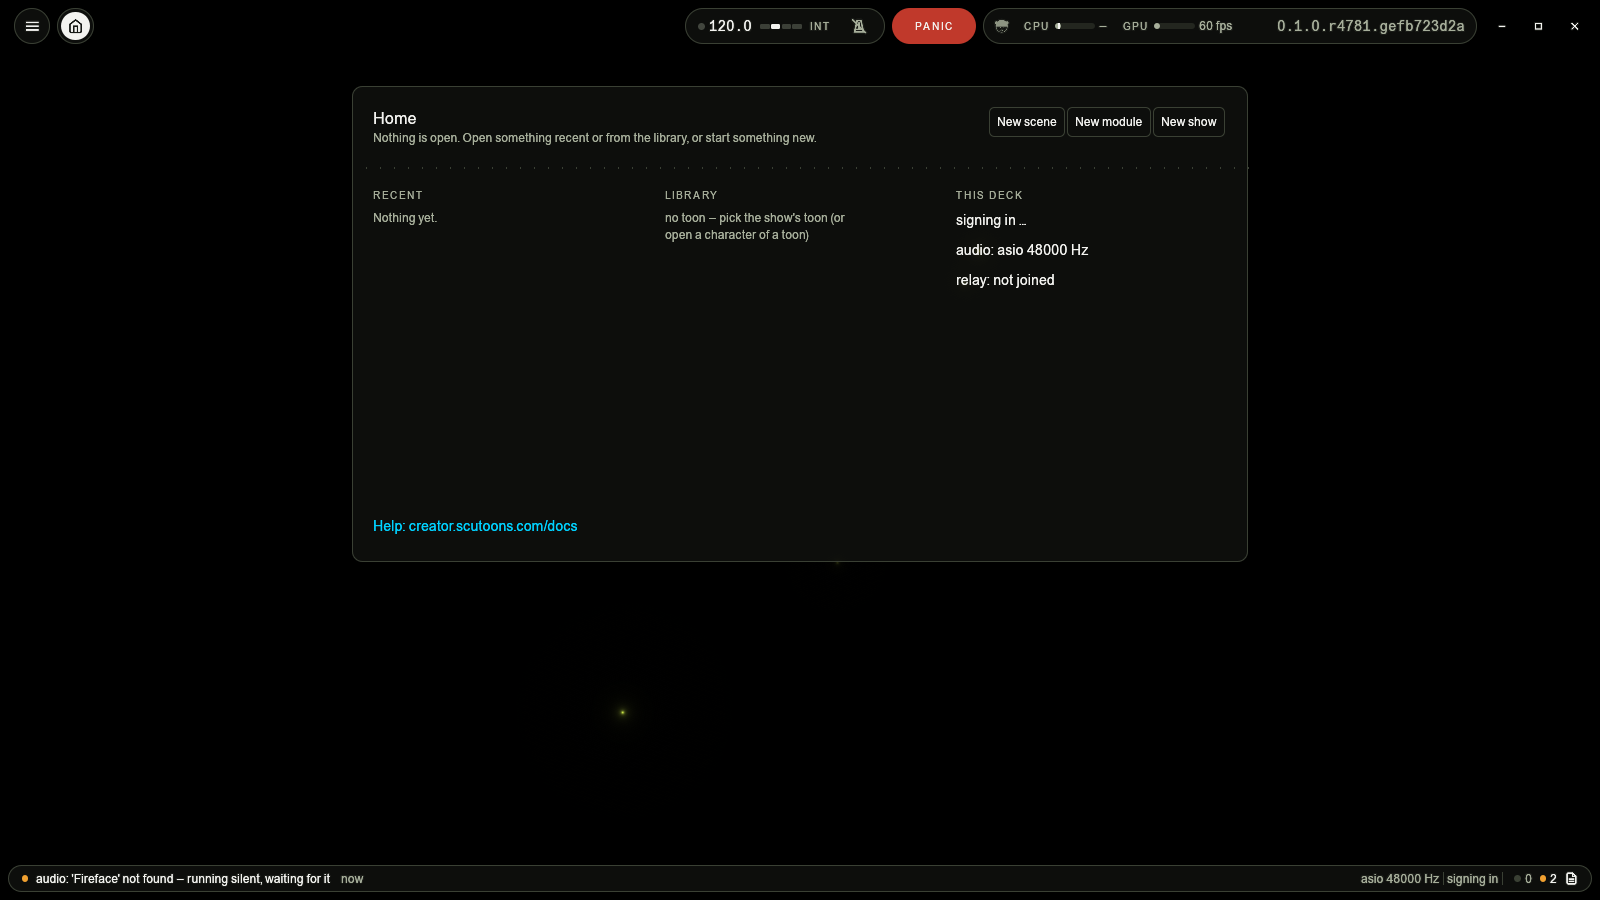 120.0 INT PANIC CPU – GPU 60 fps 0.1.0.r4781.gefb723d2a
Home
Nothing is open. Open something recent or from the library, or start something new.
New scene New module New show
RECENT
Nothing yet.
LIBRARY
no toon – pick the show's toon (or
open a character of a toon)
THIS DECK
signing in ...
audio: asio 48000 Hz
relay: not joined
Help: creator.scutoons.com/docs
audio: 'Fireface' not found – running silent, waiting for it now
asio 48000 Hz signing in 0 2